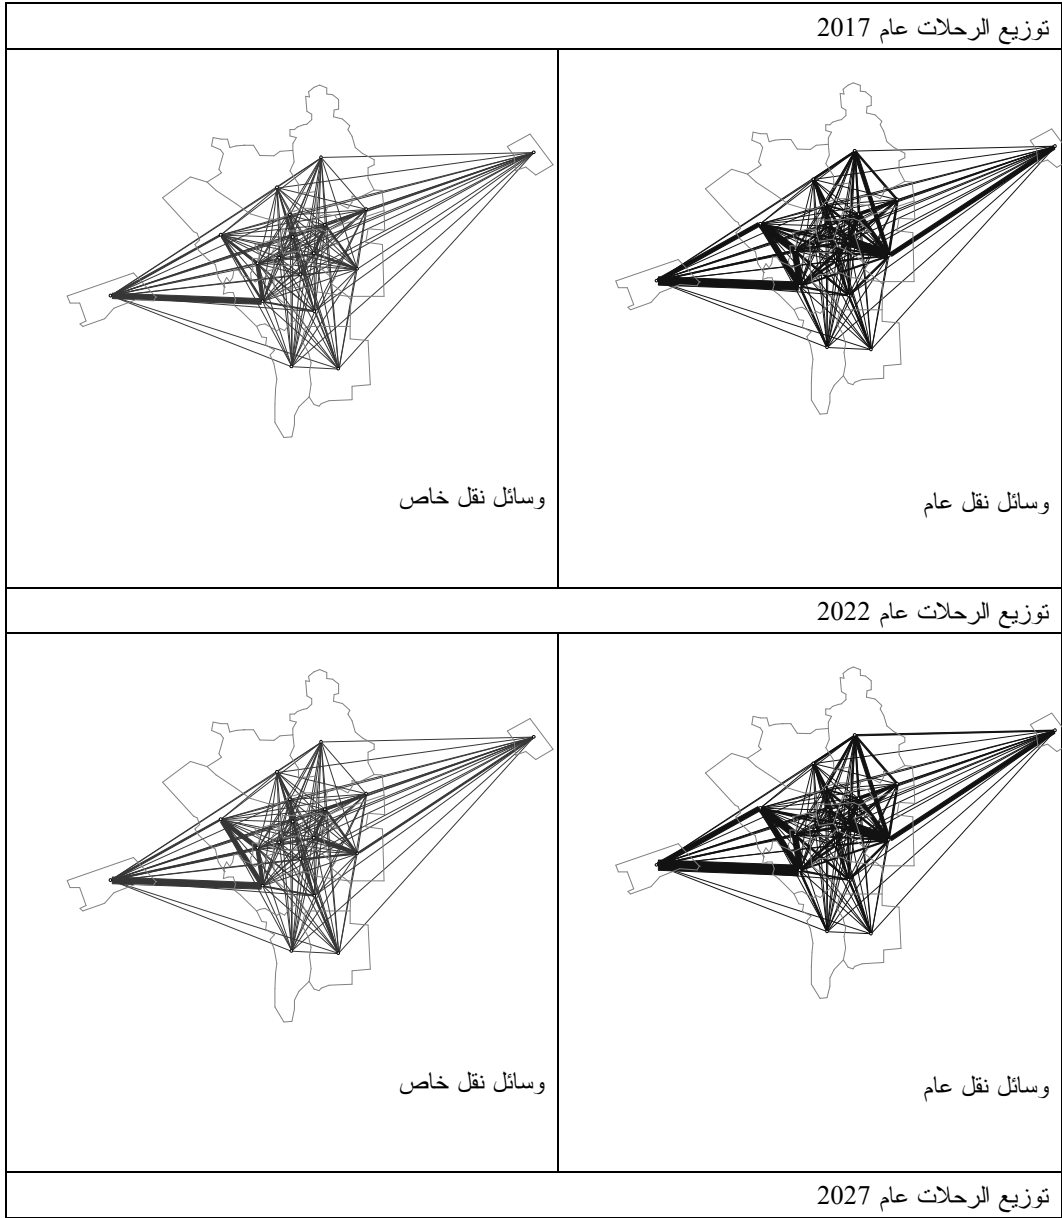 توزيع الرحلات عام 2017
وسائل نقل عام
وسائل نقل خاص
توزيع الرحلات عام 2022
وسائل نقل عام
وسائل نقل خاص
توزيع الرحلات عام 2027